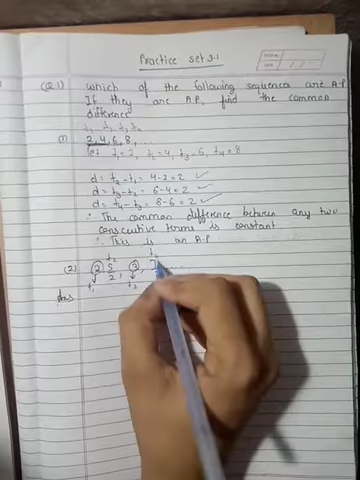 Practice set 3.1
(Q.1) Which of the following sequences are A.P
If they are A.P, find the common
difference
t₁ t₂ t₃ t₄
(1) 2, 4, 6, 8, ...
let t₁ = 2, t₂ = 4, t₃ = 6, t₄ = 8
d = t₂ - t₁ = 4 - 2 = 2 ✓
d = t₃ - t₂ = 6 - 4 = 2 ✓
d = t₄ - t₃ = 8 - 6 = 2 ✓
∴ The common difference between any two
consecutive terms is constant
∴ This is an A.P
t₂ t₄
(2) 2, 5/2, 3,
t₁ t₃
Ans